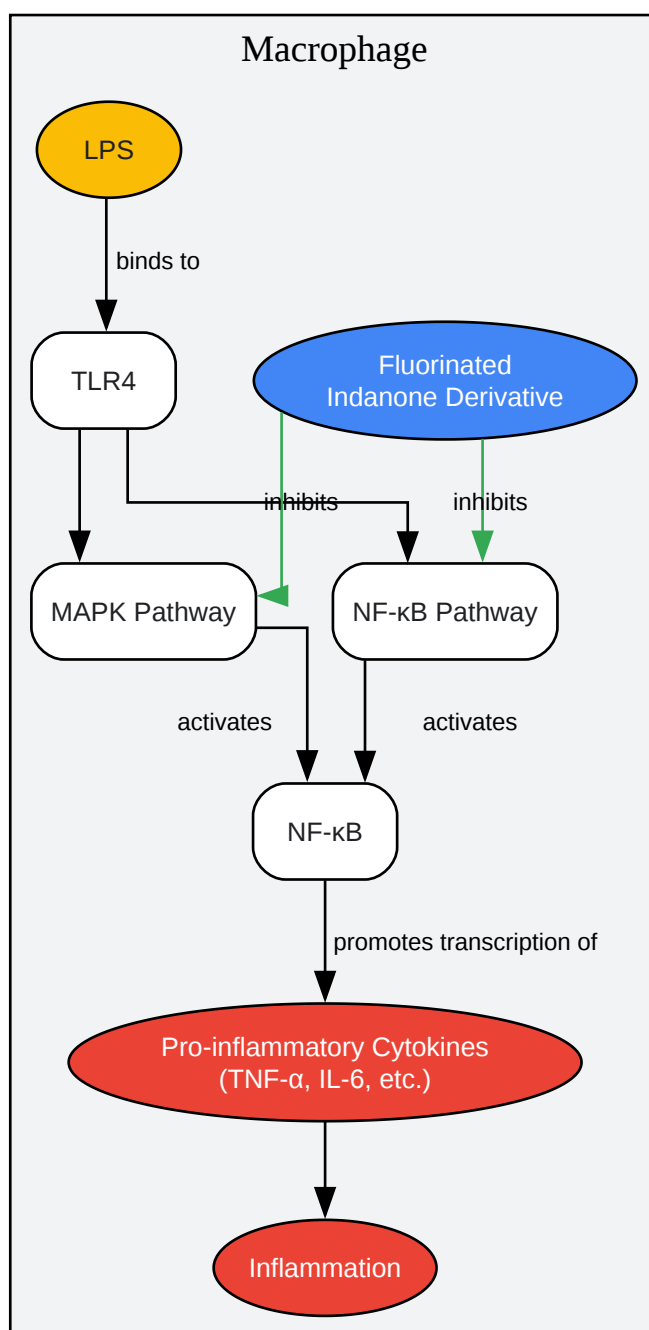 Macrophage
LPS
binds to
TLR4
Fluorinated
Indanone Derivative
inhibits
inhibits
MAPK Pathway
NF-κB Pathway
activates
activates
NF-κB
promotes transcription of
Pro-inflammatory Cytokines
(TNF-α, IL-6, etc.)
Inflammation